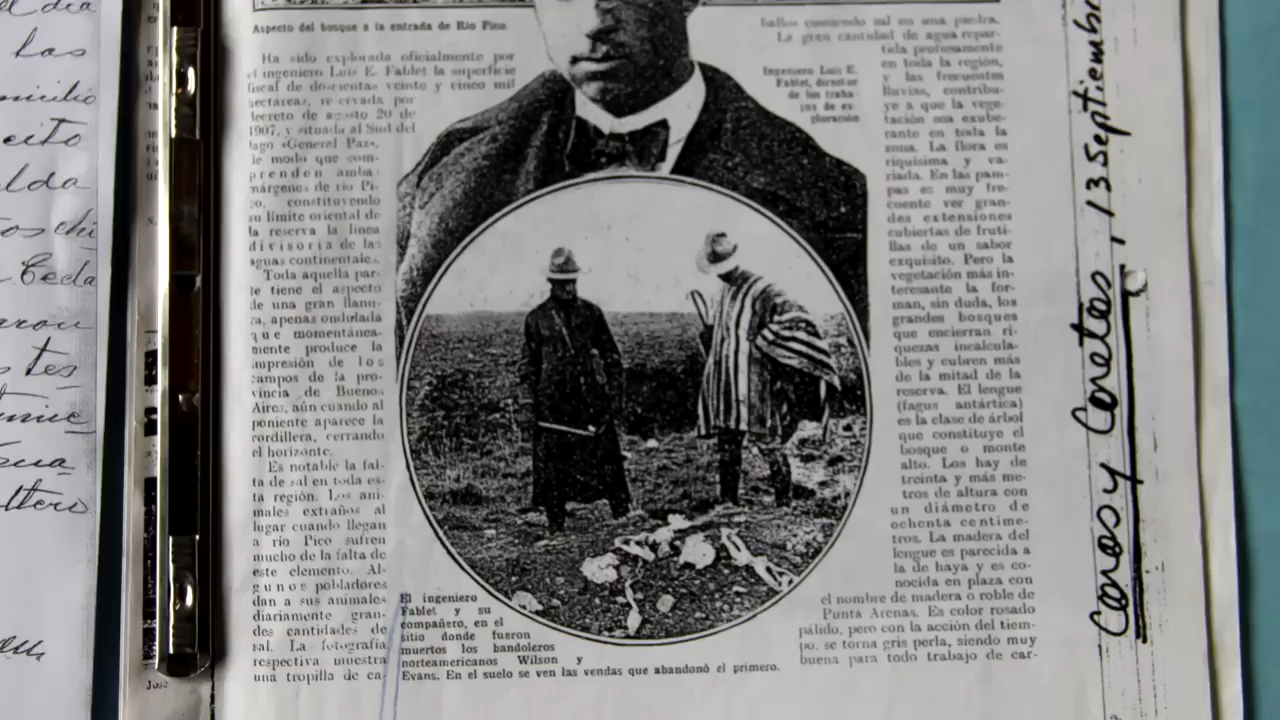 Aspecto del bosque a la entrada de Río Pico.
Ha sido explorada oficialmente por
el ingeniero Luis E. Fablet la superficie
fiscal de doscientas veinte y cinco mil
hectáreas, reservada por
decreto de agosto 20 de
1907, y situada al Sud del
lago «General Paz»,
de modo que com-
prenden ambas
márgenes de río Pi-
co, constituyendo
su límite oriental de
la reserva la línea
divisoria de las
aguas continentales.
Toda aquella par-
te tiene el aspecto
de una gran llanu-
ra, apenas ondulada
que momentánea-
mente produce la
impresión de los
campos de la pro-
vincia de Buenos
Aires, aún cuando al
poniente aparece la
cordillera, cerrando
el horizonte.
Es notable la fal-
ta de sal en toda es-
ta región. Los ani-
males extraños al
lugar cuando llegan
a río Pico sufren
mucho de la falta de
este elemento. Al-
gunos pobladores
dan a sus animales
diariamente gran-
des cantidades de
sal. La fotografía
respectiva muestra
una tropilla de ca-
ballos comiendo sal en una piedra.
La gran cantidad de agua repar-
tida profusamente
en toda la región,
y las frecuentes
lluvias, contribu-
ye a que la vege-
tación sea exube-
rante en toda la
zona. La flora es
riquísima y va-
riada. En las pam-
pas es muy fre-
cuente ver gran-
des extensiones
cubiertas de fruti-
llas de un sabor
exquisito. Pero la
vegetación más in-
teresante la for-
man, sin duda, los
grandes bosques
que encierran ri-
quezas incalcula-
bles y cubren más
de la mitad de la
reserva. El lengue
(fagus antártica)
es la clase de árbol
que constituye el
bosque o monte
alto. Los hay de
treinta y más me-
tros de altura con
un diámetro de
ochenta centíme-
tros. La madera del
lengue es parecida a
la de haya y es co-
nocida en plaza con
el nombre de madera o roble de
Punta Arenas. Es color rosado
pálido, pero con la acción del tiem-
po, se torna gris perla, siendo muy
buena para todo trabajo de car-
Ingeniero Luis E.
Fablet, director
de los traba-
jos de ex-
ploración
El ingeniero
Fablet y su
compañero, en el
sitio donde fueron
muertos los bandoleros
norteamericanos Wilson y
Evans. En el suelo se ven las vendas que abandonó el primero.
Caras y Caretas, 13 Septiembr